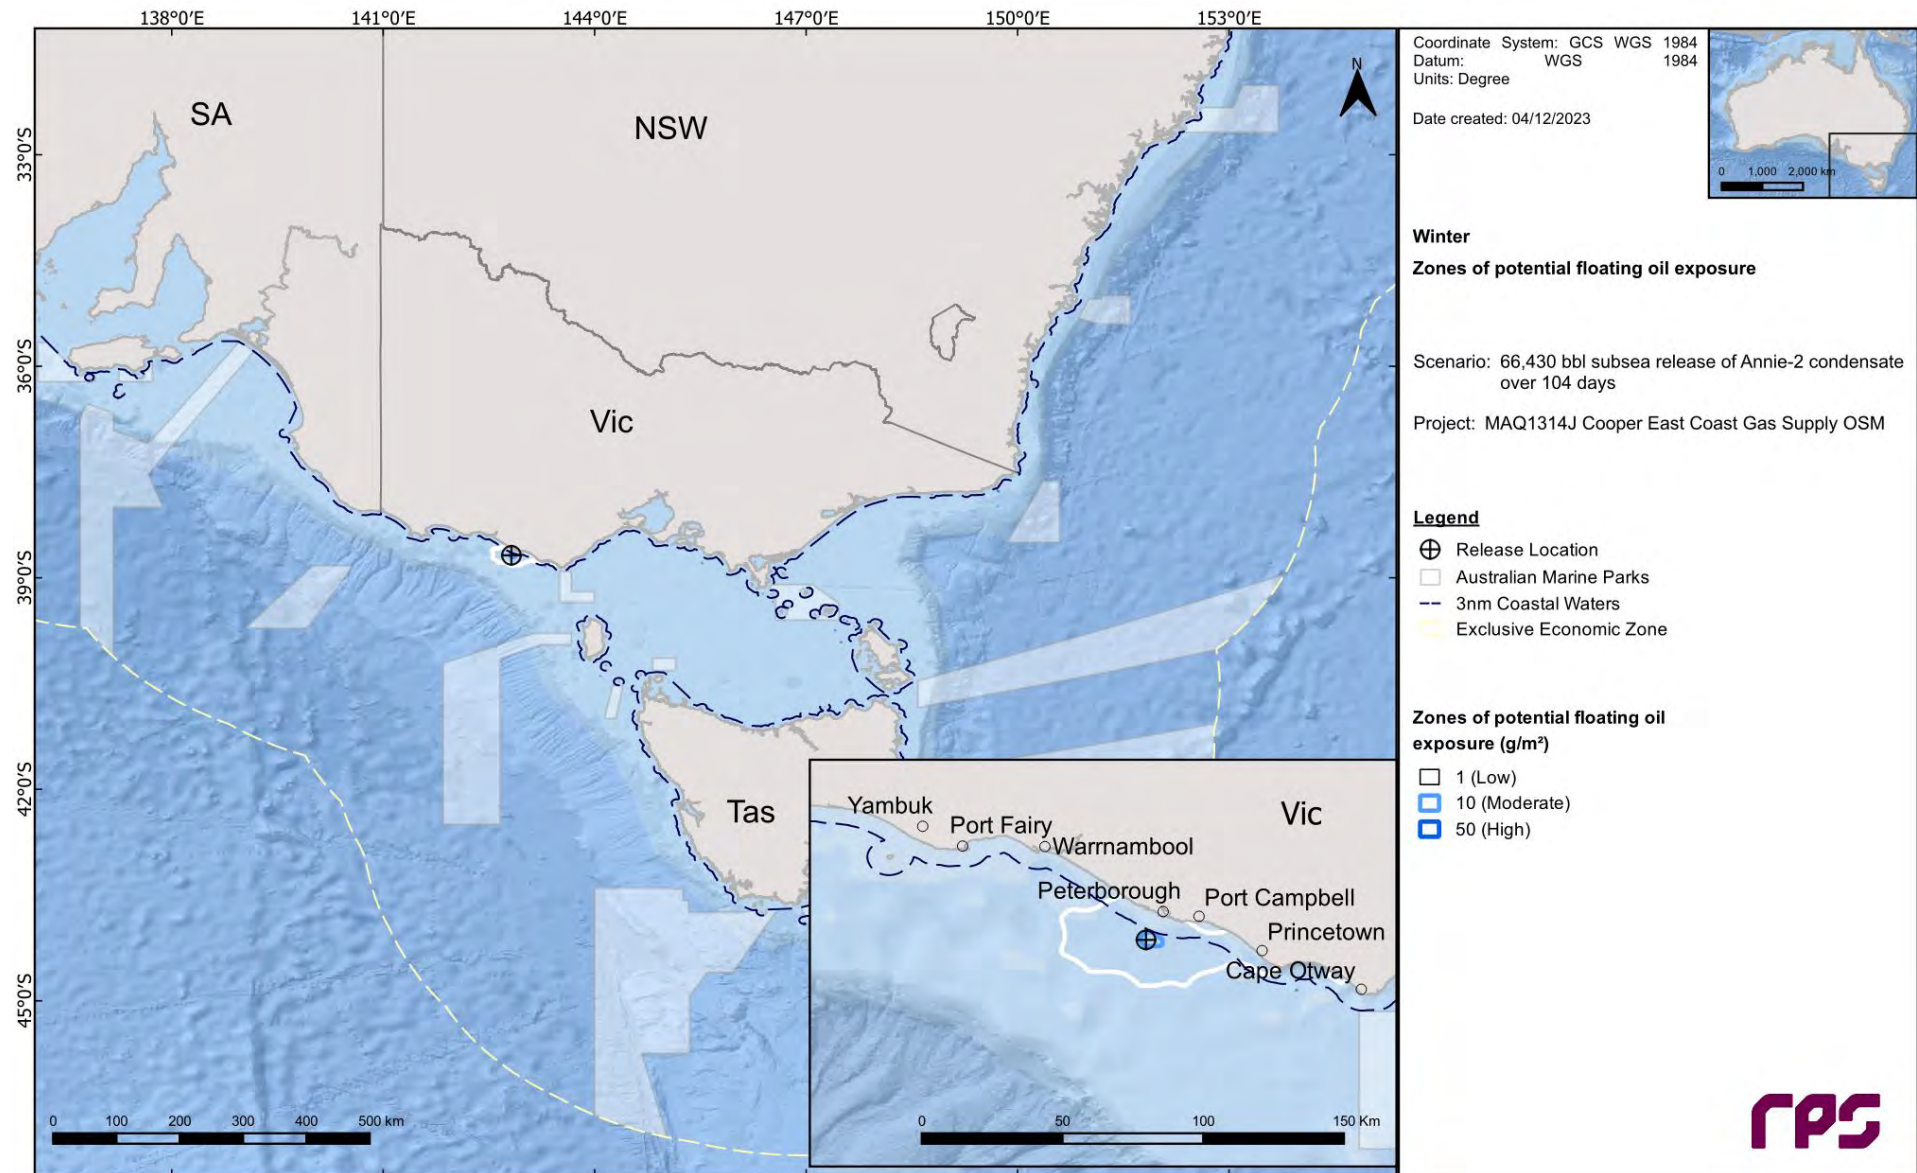 138°0'E 141°0'E 144°0'E 147°0'E 150°0'E 153°0'E
33°0'S
36°0'S
39°0'S
42°0'S
45°0'S
SA
NSW
Vic
Tas
N
0 100 200 300 400 500 km
Yambuk
Port Fairy
Warrnambool
Vic
Peterborough
Port Campbell
Princetown
Cape Otway
0 50 100 150 Km
Coordinate System: GCS WGS 1984
Datum: WGS 1984
Units: Degree
Date created: 04/12/2023
0 1,000 2,000 km
Winter
Zones of potential floating oil exposure
Scenario: 66,430 bbl subsea release of Annie-2 condensate
over 104 days
Project: MAQ1314J Cooper East Coast Gas Supply OSM
Legend
Release Location
Australian Marine Parks
3nm Coastal Waters
Exclusive Economic Zone
Zones of potential floating oil
exposure (g/m²)
1 (Low)
10 (Moderate)
50 (High)
rps